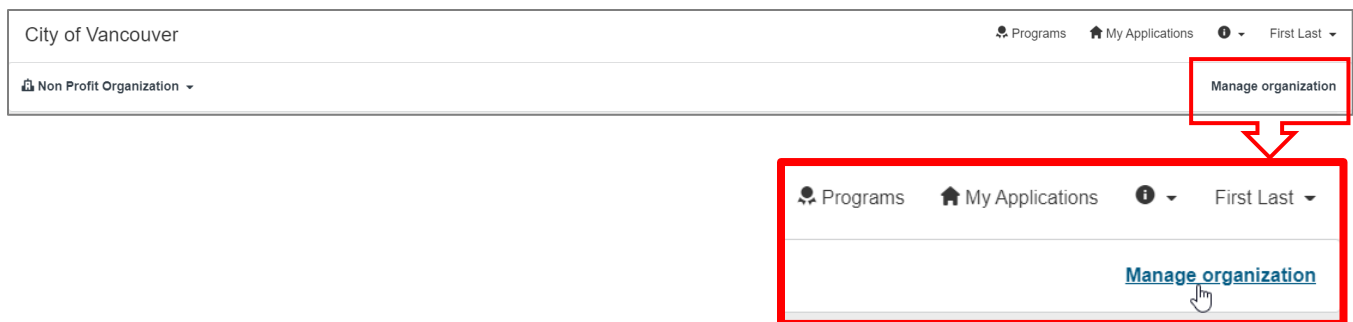 City of Vancouver Programs My Applications First Last
Non Profit Organization Manage organization
Programs My Applications First Last
Manage organization